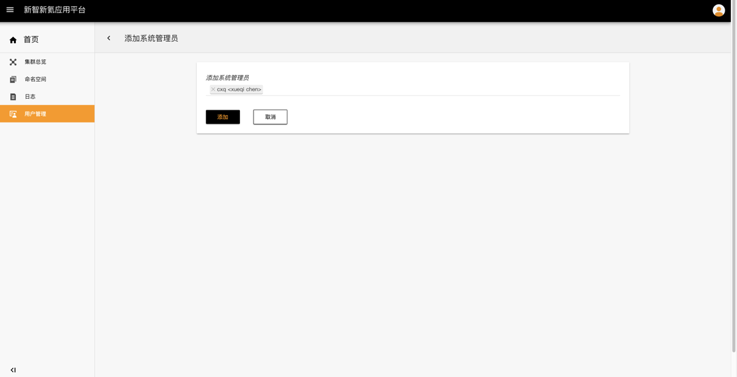 新智新氦应用平台
首页
添加系统管理员
集群总览
命名空间
日志
用户管理
添加系统管理员
× cxq <xueqi chen>
添加
取消